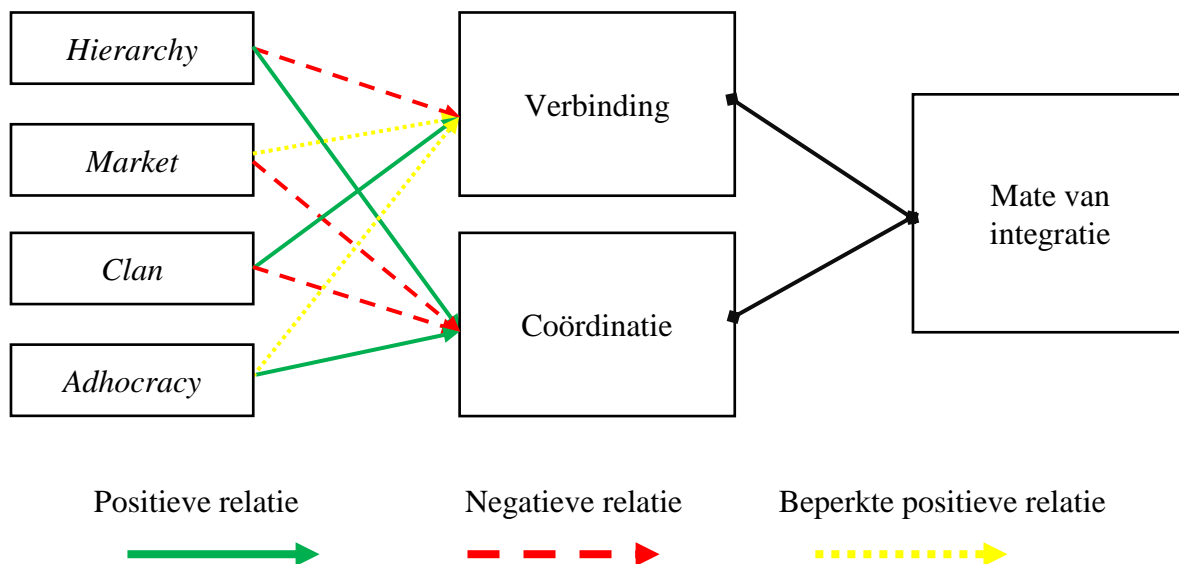 Hierarchy
Market
Clan
Adhocracy
Verbinding
Coördinatie
Mate van
integratie
Positieve relatie
Negatieve relatie
Beperkte positieve relatie